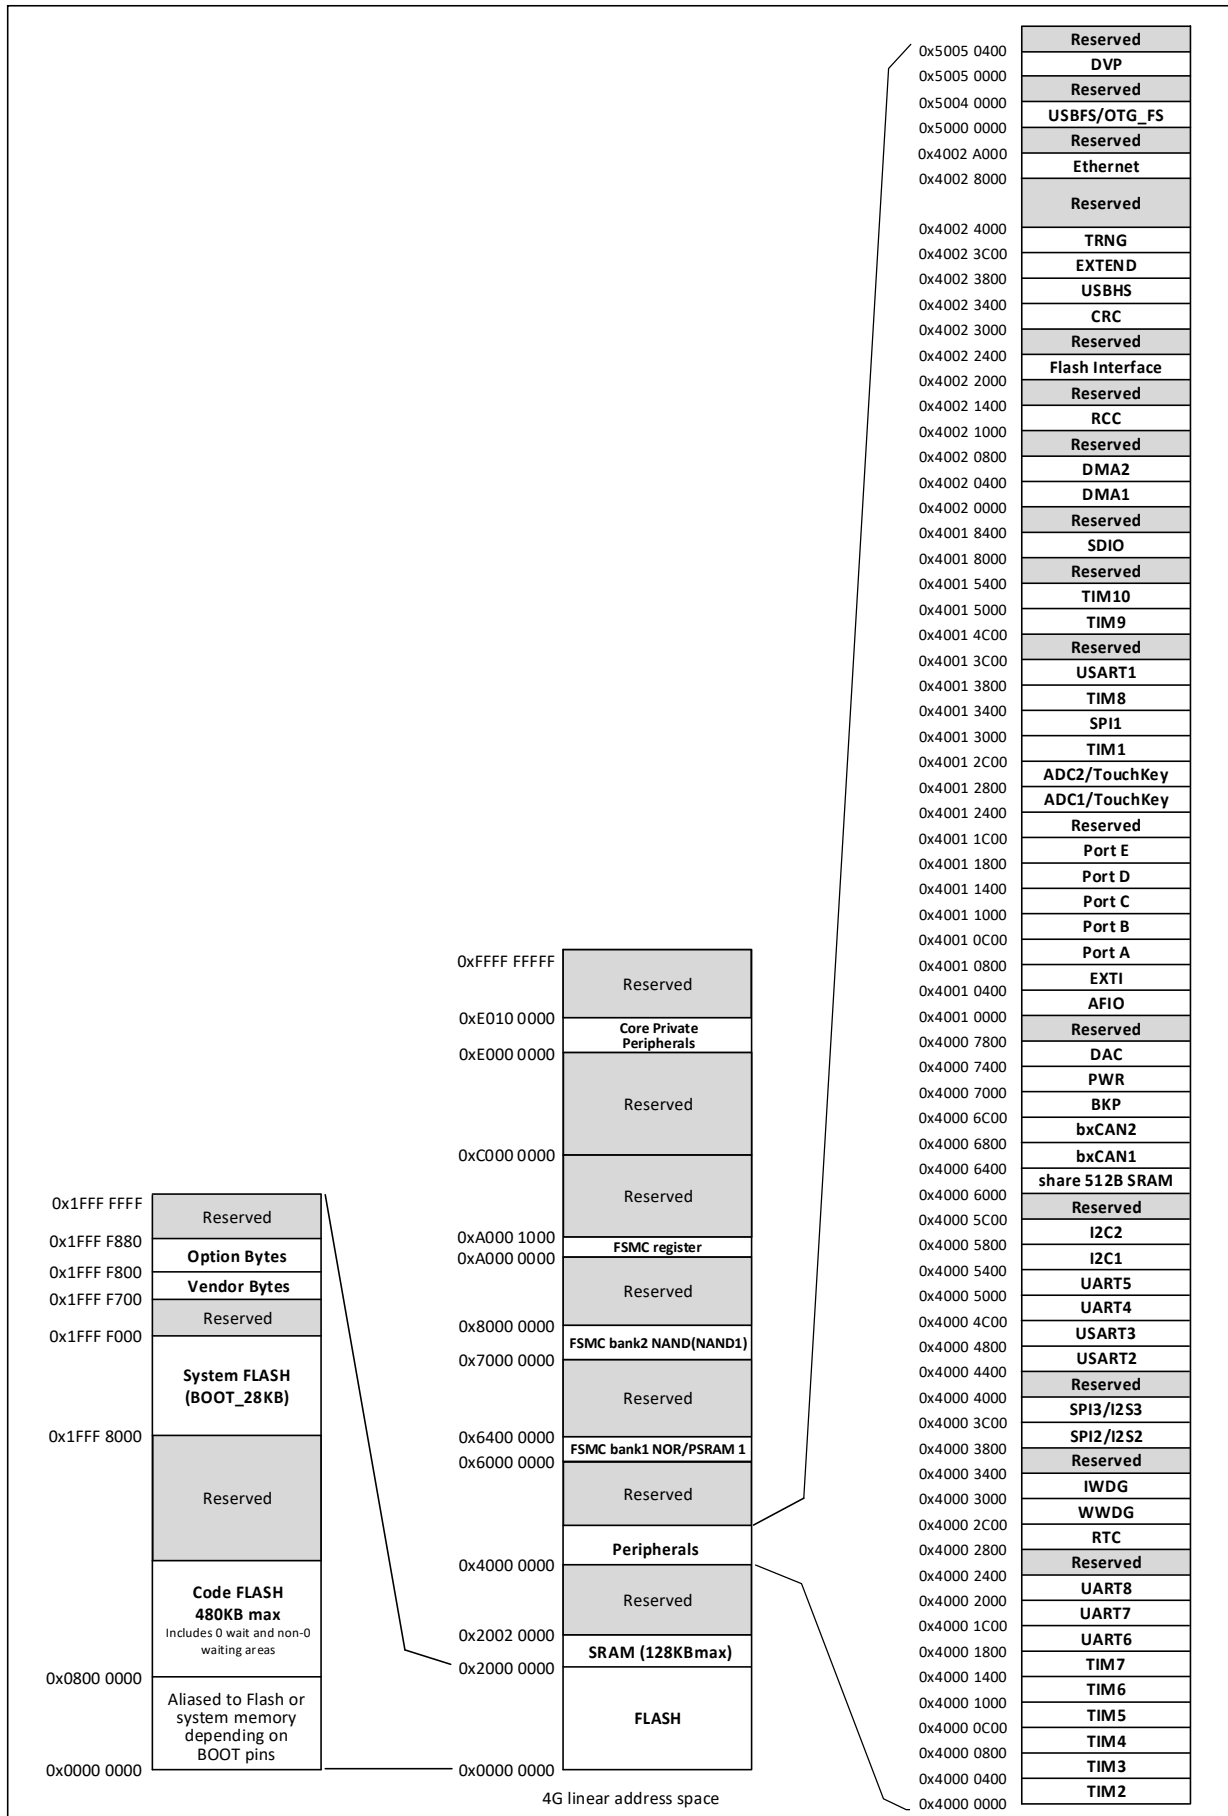 0x1FFF FFFF
Reserved
0x1FFF F880
Option Bytes
0x1FFF F800
Vendor Bytes
0x1FFF F700
Reserved
0x1FFF F000
System FLASH
(BOOT_28KB)
0x1FFF 8000
Reserved
Code FLASH
480KB max
Includes 0 wait and non-0
waiting areas
0x0800 0000
Aliased to Flash or
system memory
depending on
BOOT pins
0x0000 0000
0xFFFF FFFFF
Reserved
0xE010 0000
Core Private
Peripherals
0xE000 0000
Reserved
0xC000 0000
Reserved
0xA000 1000
FSMC register
0xA000 0000
Reserved
0x8000 0000
FSMC bank2 NAND(NAND1)
0x7000 0000
Reserved
0x6400 0000
FSMC bank1 NOR/PSRAM 1
0x6000 0000
Reserved
Peripherals
0x4000 0000
Reserved
0x2002 0000
SRAM (128KBmax)
0x2000 0000
FLASH
0x0000 0000
4G linear address space
Reserved
0x5005 0400
DVP
0x5005 0000
Reserved
0x5004 0000
USBFS/OTG_FS
0x5000 0000
Reserved
0x4002 A000
Ethernet
0x4002 8000
Reserved
0x4002 4000
TRNG
0x4002 3C00
EXTEND
0x4002 3800
USBHS
0x4002 3400
CRC
0x4002 3000
Reserved
0x4002 2400
Flash Interface
0x4002 2000
Reserved
0x4002 1400
RCC
0x4002 1000
Reserved
0x4002 0800
DMA2
0x4002 0400
DMA1
0x4002 0000
Reserved
0x4001 8400
SDIO
0x4001 8000
Reserved
0x4001 5400
TIM10
0x4001 5000
TIM9
0x4001 4C00
Reserved
0x4001 3C00
USART1
0x4001 3800
TIM8
0x4001 3400
SPI1
0x4001 3000
TIM1
0x4001 2C00
ADC2/TouchKey
0x4001 2800
ADC1/TouchKey
0x4001 2400
Reserved
0x4001 1C00
Port E
0x4001 1800
Port D
0x4001 1400
Port C
0x4001 1000
Port B
0x4001 0C00
Port A
0x4001 0800
EXTI
0x4001 0400
AFIO
0x4001 0000
Reserved
0x4000 7800
DAC
0x4000 7400
PWR
0x4000 7000
BKP
0x4000 6C00
bxCAN2
0x4000 6800
bxCAN1
0x4000 6400
share 512B SRAM
0x4000 6000
Reserved
0x4000 5C00
I2C2
0x4000 5800
I2C1
0x4000 5400
UART5
0x4000 5000
UART4
0x4000 4C00
USART3
0x4000 4800
USART2
0x4000 4400
Reserved
0x4000 4000
SPI3/I2S3
0x4000 3C00
SPI2/I2S2
0x4000 3800
Reserved
0x4000 3400
IWDG
0x4000 3000
WWDG
0x4000 2C00
RTC
0x4000 2800
Reserved
0x4000 2400
UART8
0x4000 2000
UART7
0x4000 1C00
UART6
0x4000 1800
TIM7
0x4000 1400
TIM6
0x4000 1000
TIM5
0x4000 0C00
TIM4
0x4000 0800
TIM3
0x4000 0400
TIM2
0x4000 0000